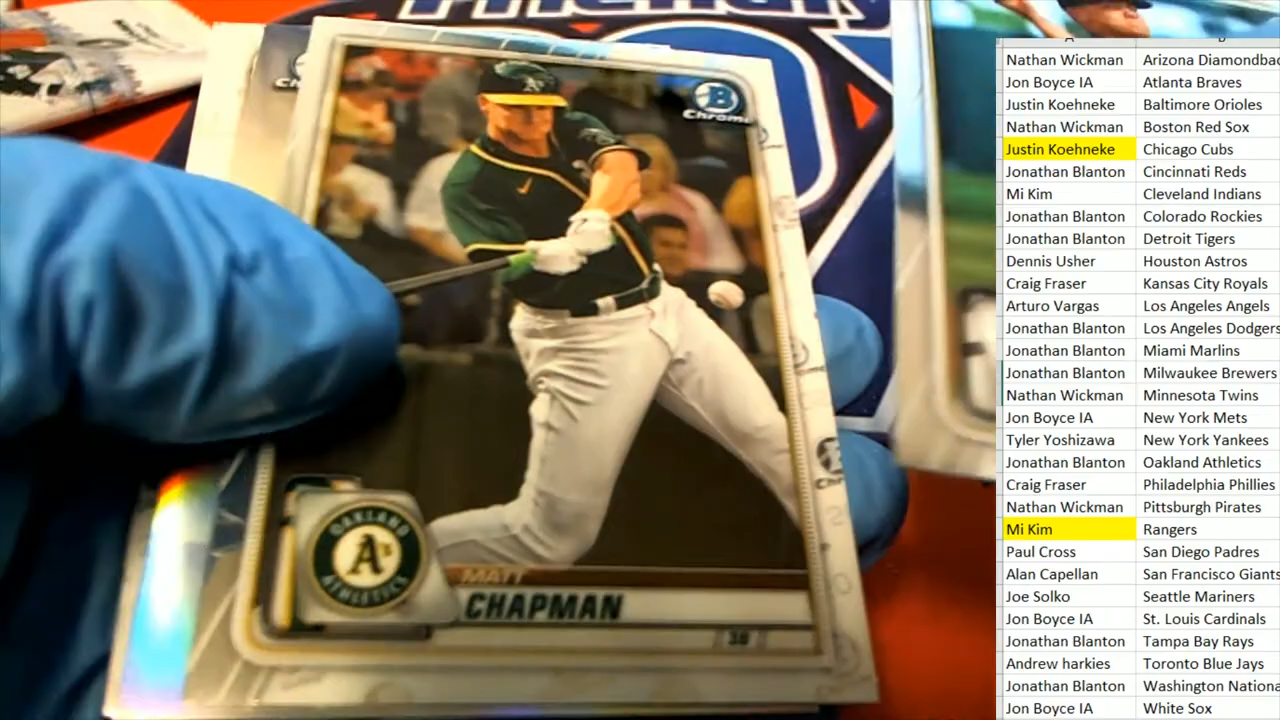 B
Chrome
A's
OAKLAND
A's
ATHLETICS
MATT
CHAPMAN
3B
Nathan Wickman Arizona Diamondbac
Jon Boyce IA Atlanta Braves
Justin Koehneke Baltimore Orioles
Nathan Wickman Boston Red Sox
Justin Koehneke Chicago Cubs
Jonathan Blanton Cincinnati Reds
Mi Kim Cleveland Indians
Jonathan Blanton Colorado Rockies
Jonathan Blanton Detroit Tigers
Dennis Usher Houston Astros
Craig Fraser Kansas City Royals
Arturo Vargas Los Angeles Angels
Jonathan Blanton Los Angeles Dodgers
Jonathan Blanton Miami Marlins
Jonathan Blanton Milwaukee Brewers
Nathan Wickman Minnesota Twins
Jon Boyce IA New York Mets
Tyler Yoshizawa New York Yankees
Jonathan Blanton Oakland Athletics
Craig Fraser Philadelphia Phillies
Nathan Wickman Pittsburgh Pirates
Mi Kim Rangers
Paul Cross San Diego Padres
Alan Capellan San Francisco Giants
Joe Solko Seattle Mariners
Jon Boyce IA St. Louis Cardinals
Jonathan Blanton Tampa Bay Rays
Andrew harkies Toronto Blue Jays
Jonathan Blanton Washington Nationa
Jon Boyce IA White Sox